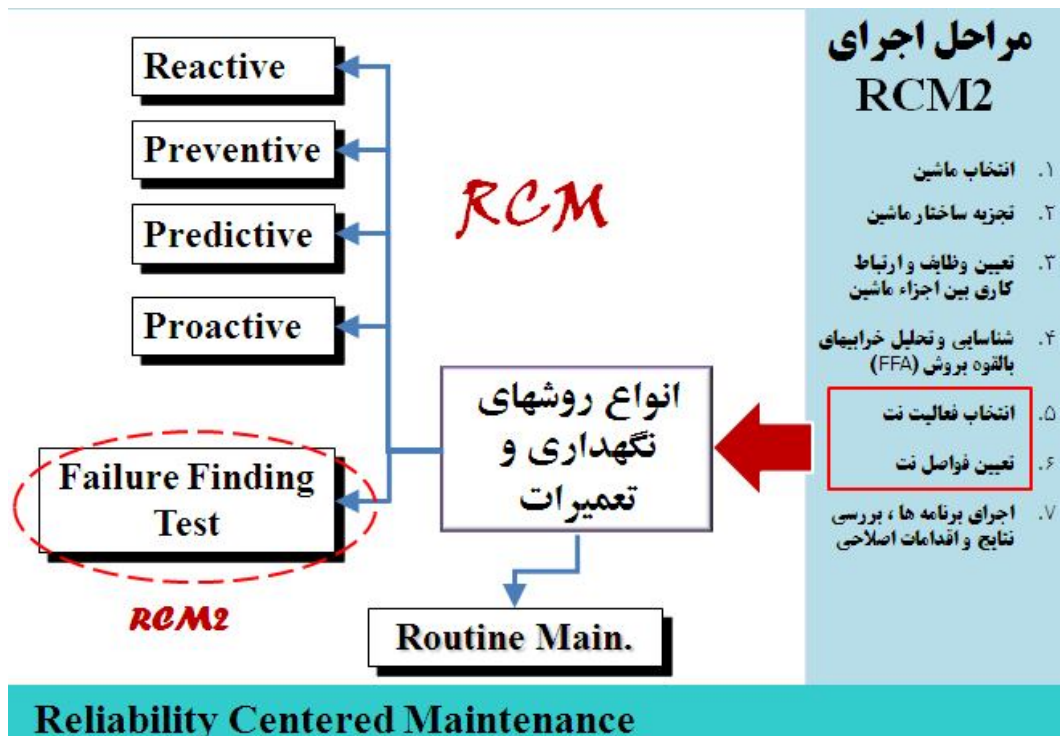 مراحل اجرای
RCM2
۱. انتخاب ماشین
۲. تجزیه ساختار ماشین
۳. تعیین وظایف و ارتباط
کاری بین اجزاء ماشین
۴. شناسایی و تحلیل خرابیهای
بالقوه بروش (FFA)
۵. انتخاب فعالیت نت
۶. تعیین فواصل نت
۷. اجرای برنامه ها ، بررسی
نتایج و اقدامات اصلاحی
RCM
انواع روشهای
نگهداری و
تعمیرات
Reactive
Preventive
Predictive
Proactive
Failure Finding
Test
RCM2
Routine Main.
Reliability Centered Maintenance